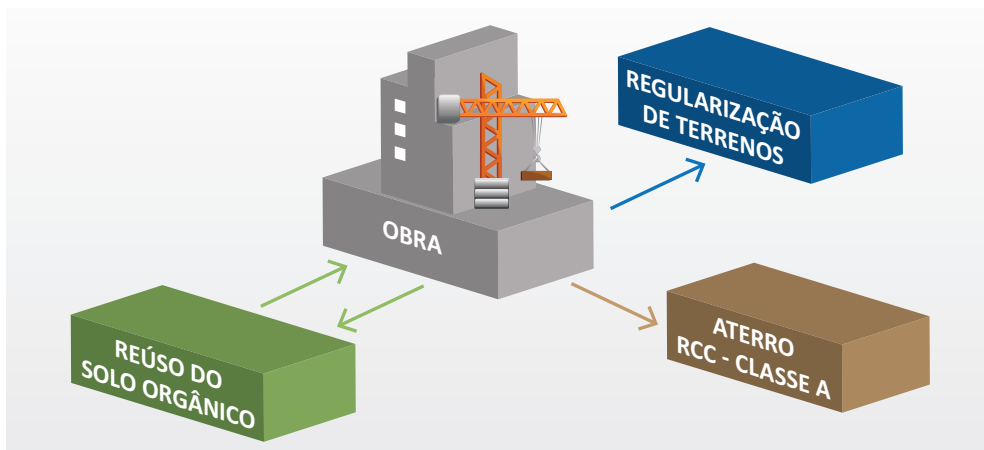 REGULARIZAÇÃO
DE TERRENOS
OBRA
ATERRO
RCC - CLASSE A
REÚSO DO
SOLO ORGÂNICO